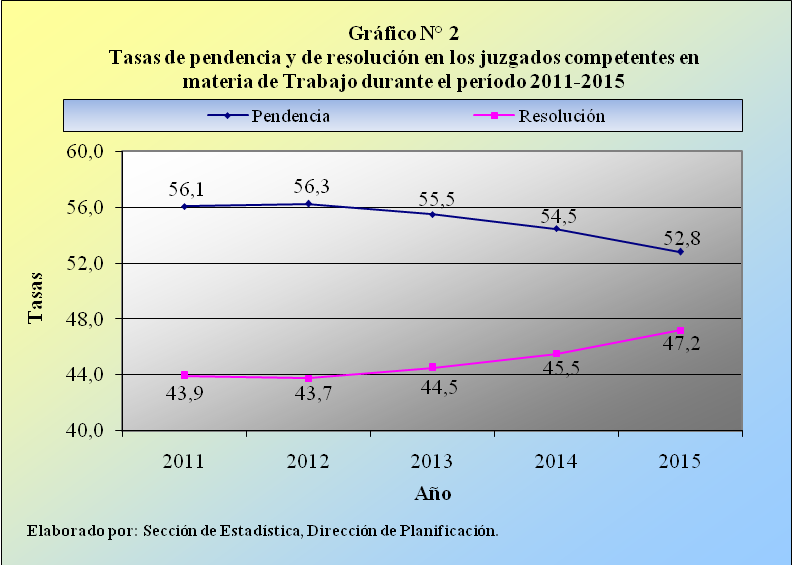 Gráfico N° 2
Tasas de pendencia y de resolución en los juzgados competentes en
materia de Trabajo durante el período 2011-2015
Pendencia Resolución
60,0
56,0
52,0
48,0
44,0
40,0
Tasas
56,1 56,3 55,5 54,5 52,8
43,9 43,7 44,5 45,5 47,2
2011 2012 2013 2014 2015
Año
Elaborado por: Sección de Estadística, Dirección de Planificación.